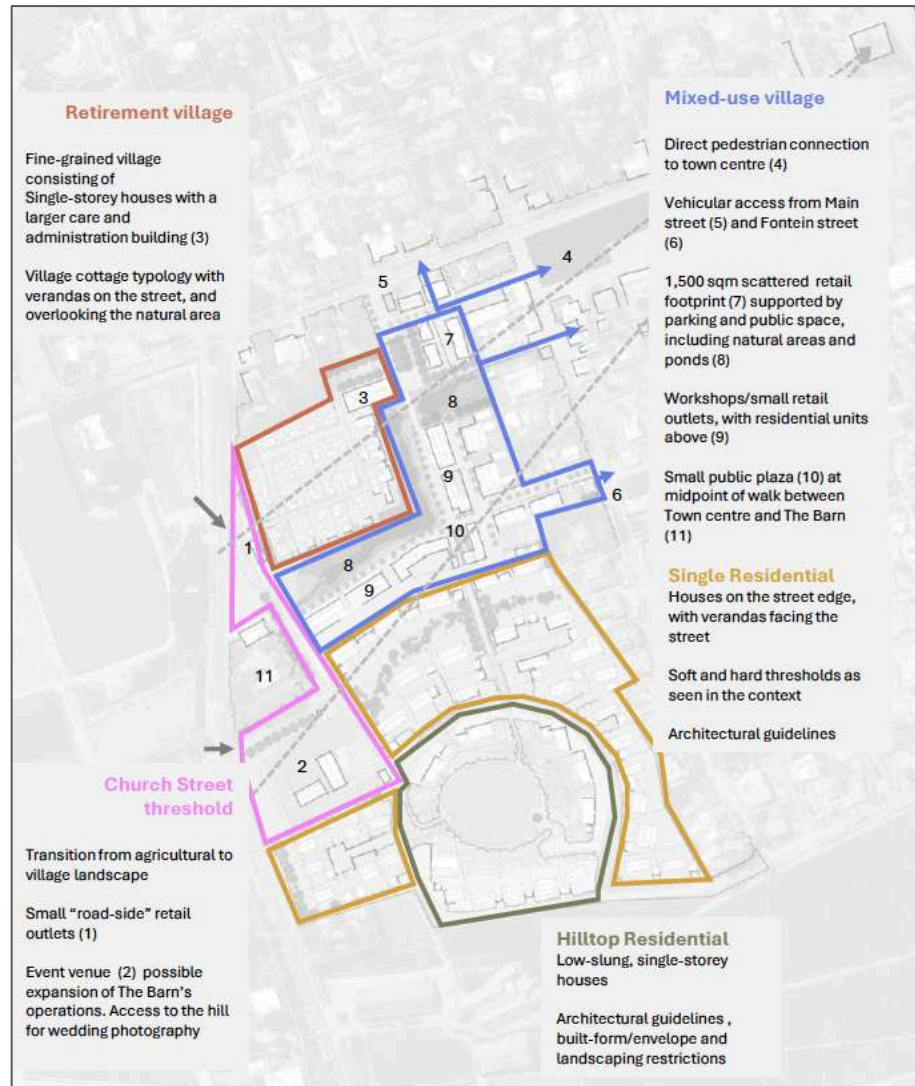 Retirement village
Fine-grained village
consisting of
Single-storey houses with a
larger care and
administration building (3)
Village cottage typology with
verandas on the street, and
overlooking the natural area
Mixed-use village
Direct pedestrian connection
to town centre (4)
Vehicular access from Main
street (5) and Fontein street
(6)
1,500 sqm scattered retail
footprint (7) supported by
parking and public space,
including natural areas and
ponds (8)
Workshops/small retail
outlets, with residential units
above (9)
Small public plaza (10) at
midpoint of walk between
Town centre and The Barn
(11)
Single Residential
Houses on the street edge,
with verandas facing the
street
Soft and hard thresholds as
seen in the context
Architectural guidelines
4
5
7
3
8
9
6
10
1
8
9
11
2
Church Street
threshold
Transition from agricultural to
village landscape
Small “road-side” retail
outlets (1)
Event venue (2) possible
expansion of The Barn’s
operations. Access to the hill
for wedding photography
Hilltop Residential
Low-slung, single-storey
houses
Architectural guidelines ,
built-form/envelope and
landscaping restrictions